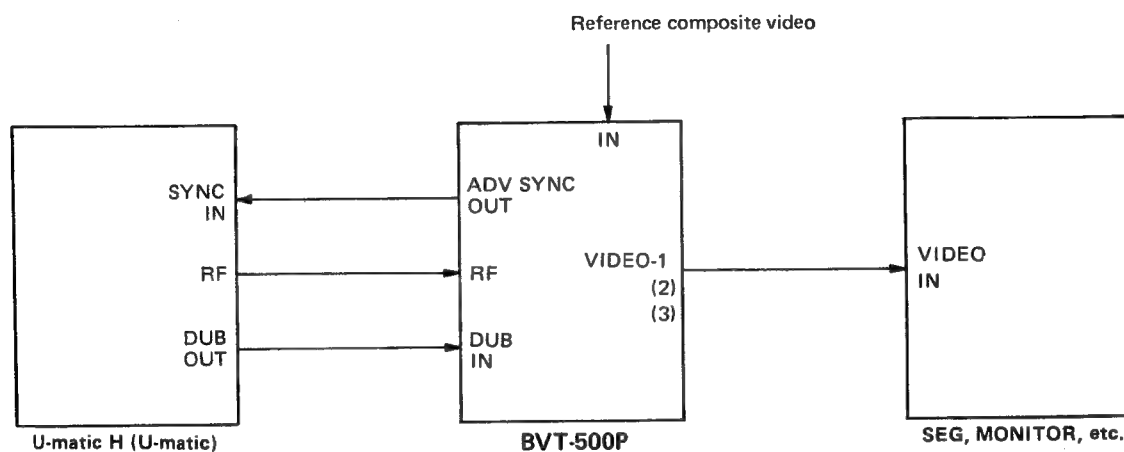 Reference composite video
IN
SYNC
IN
ADV SYNC
OUT
RF
RF
VIDEO-1
(2)
(3)
VIDEO
IN
DUB
OUT
DUB
IN
U-matic H (U-matic)
BVT-500P
SEG, MONITOR, etc.